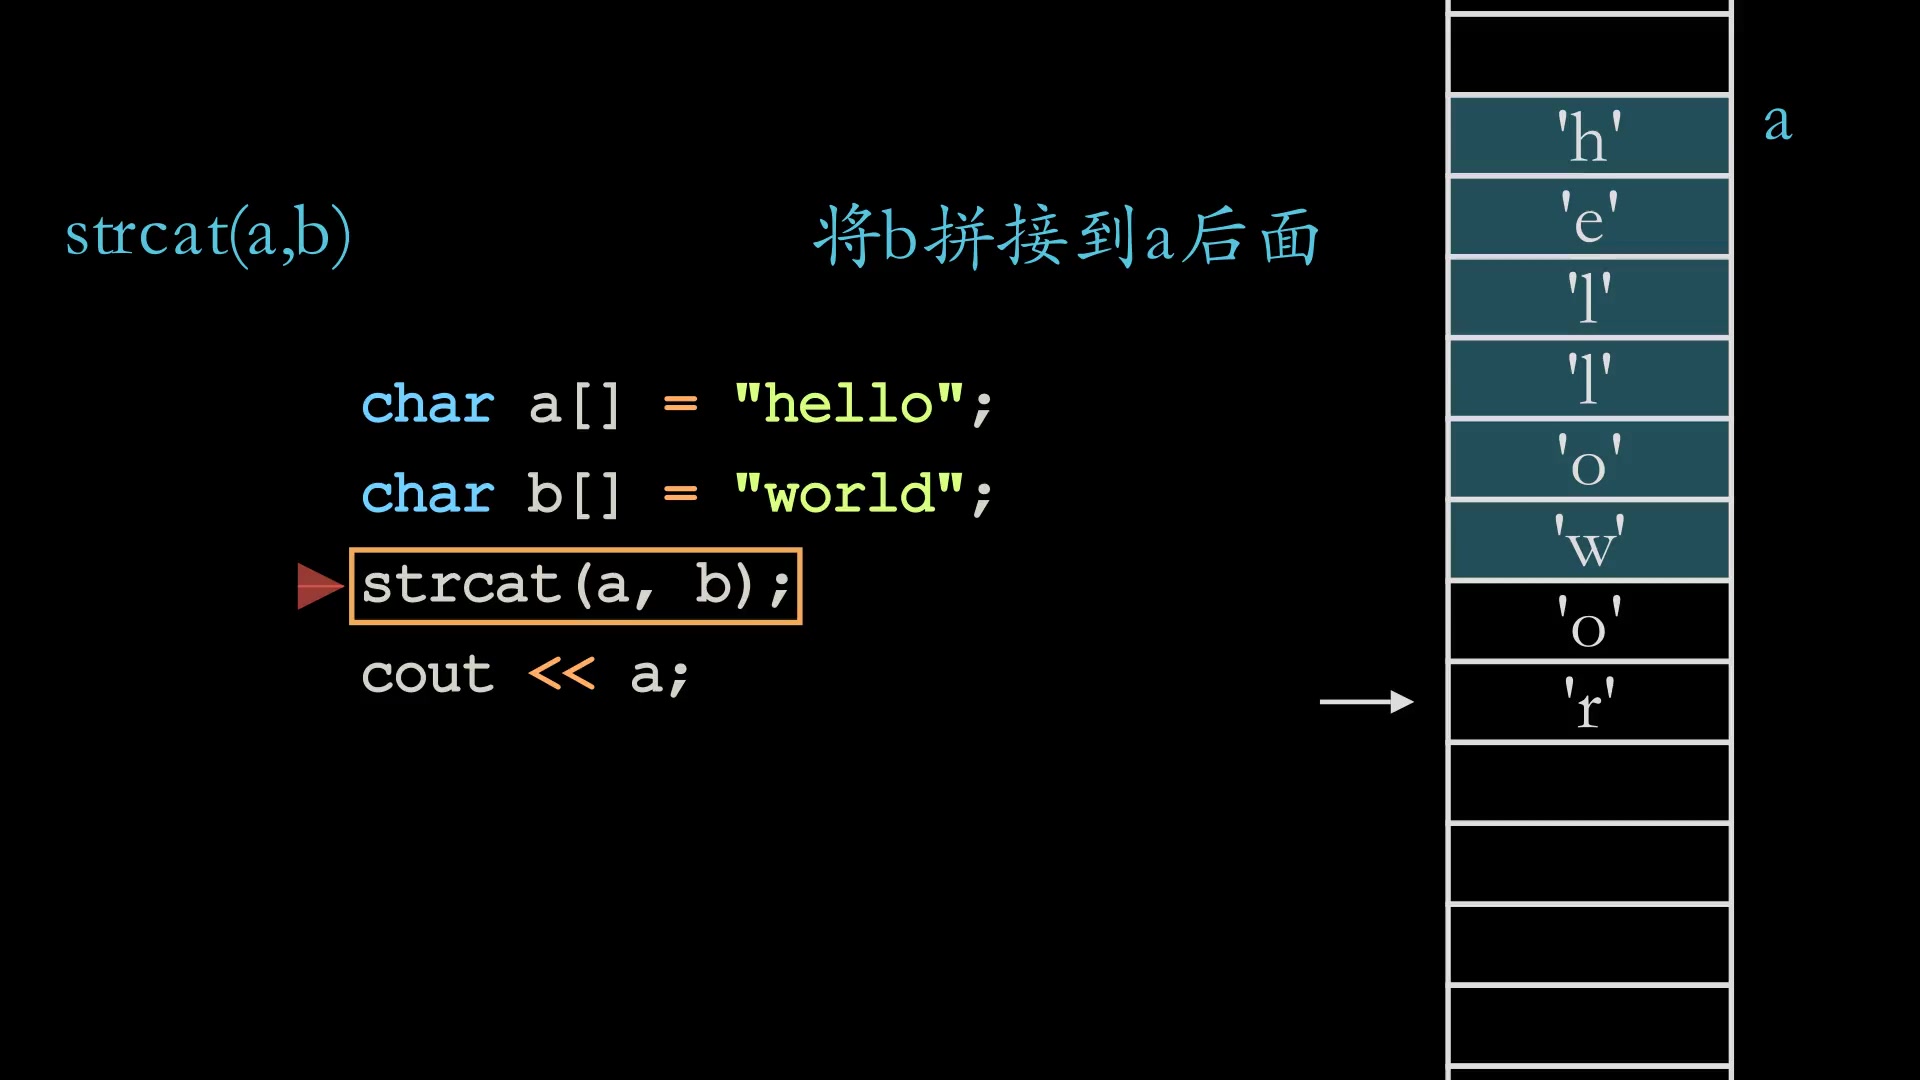 strcat(a,b)
将b拼接到a后面
char a[] = "hello";
char b[] = "world";
strcat(a, b);
cout << a;
a
'h'
'e'
'l'
'l'
'o'
'w'
'o'
'r'